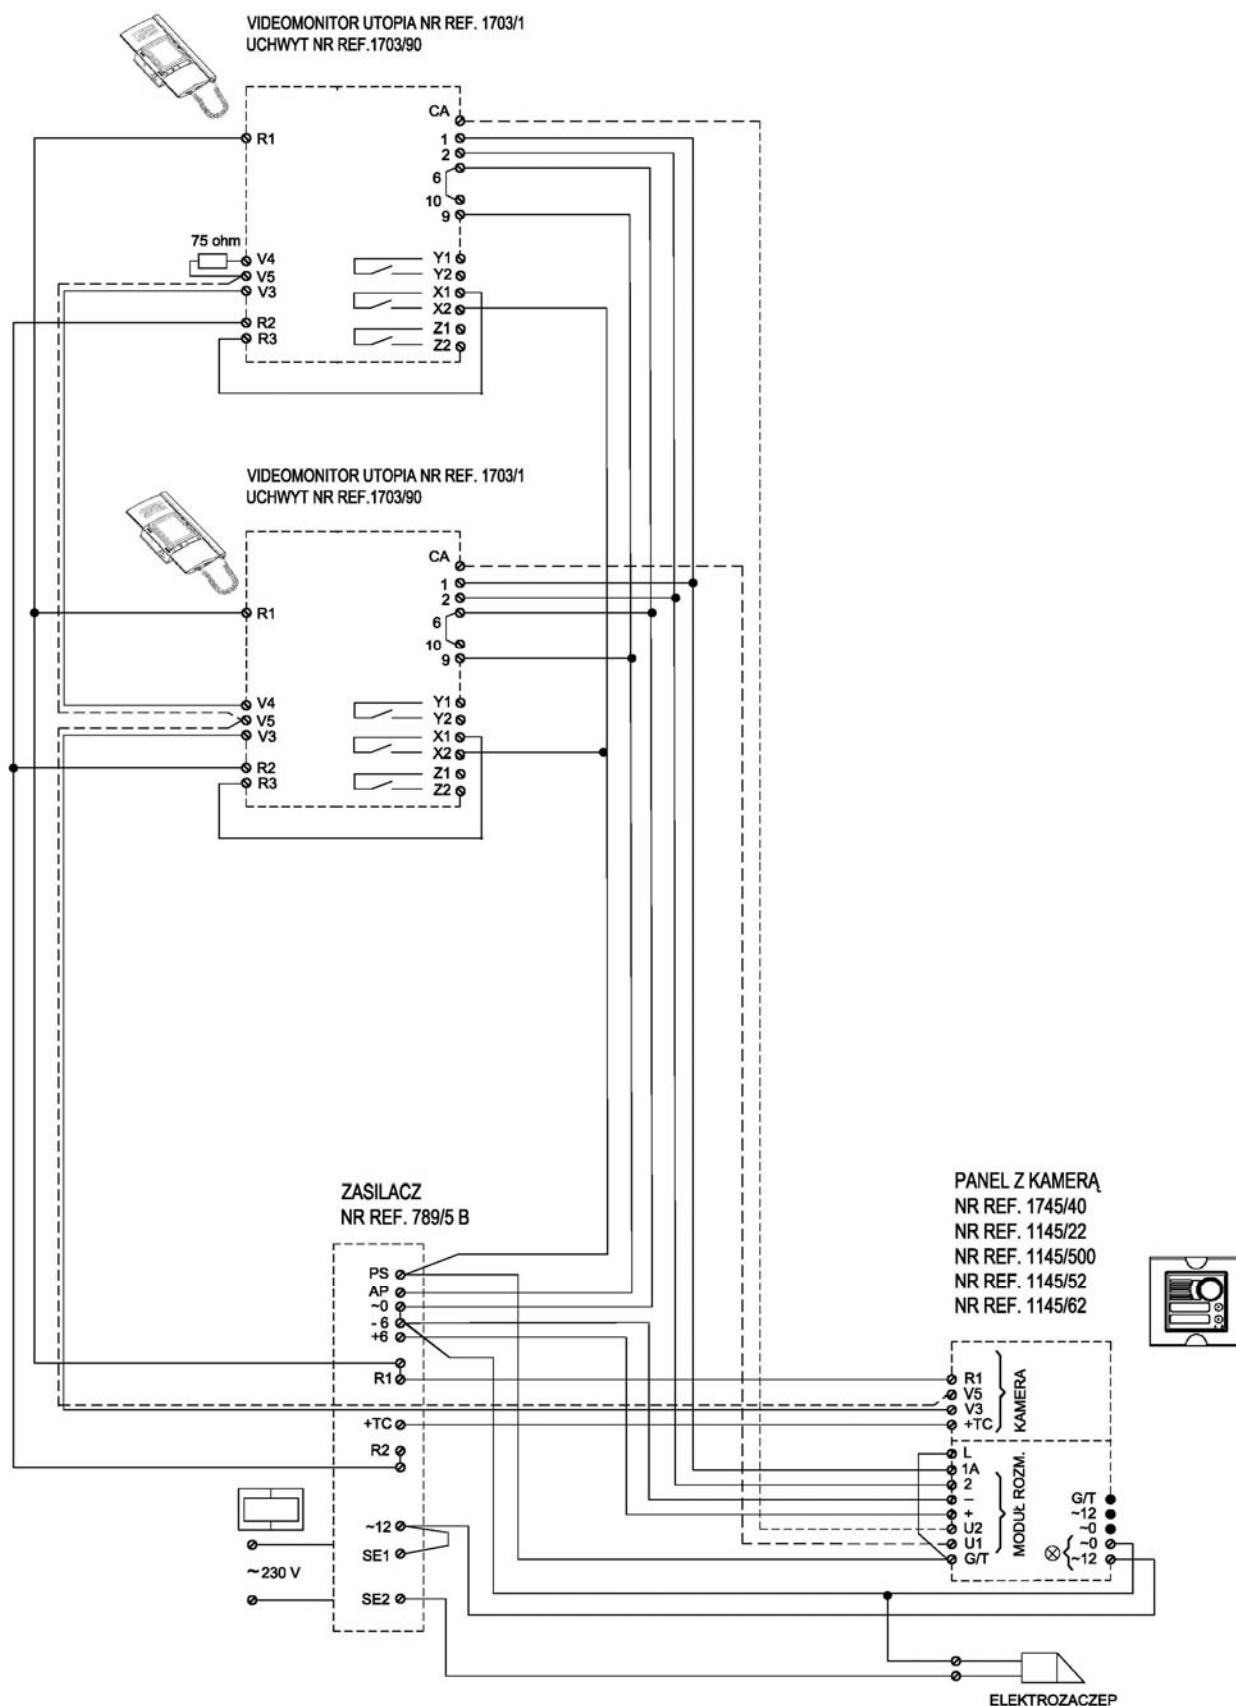 VIDEOMONITOR UTOPIA NR REF. 1703/1
UCHWYT NR REF.1703/90
CA
R1
1
2
6
10
9
75 ohm
V4
V5
V3
R2
R3
Y1
Y2
X1
X2
Z1
Z2
VIDEOMONITOR UTOPIA NR REF. 1703/1
UCHWYT NR REF.1703/90
CA
R1
1
2
6
10
9
V4
V5
V3
R2
R3
Y1
Y2
X1
X2
Z1
Z2
ZASILACZ
NR REF. 789/5 B
PS
AP
~0
- 6
+6
R1
+TC
R2
~12
SE1
SE2
~230 V
PANEL Z KAMERĄ
NR REF. 1745/40
NR REF. 1145/22
NR REF. 1145/500
NR REF. 1145/52
NR REF. 1145/62
R1
V5
V3
+TC
KAMERA
L
1A
2
–
+
U2
U1
G/T
MODUŁ ROZM.
G/T
~12
~0
~0
~12
ELEKTROZACZEP